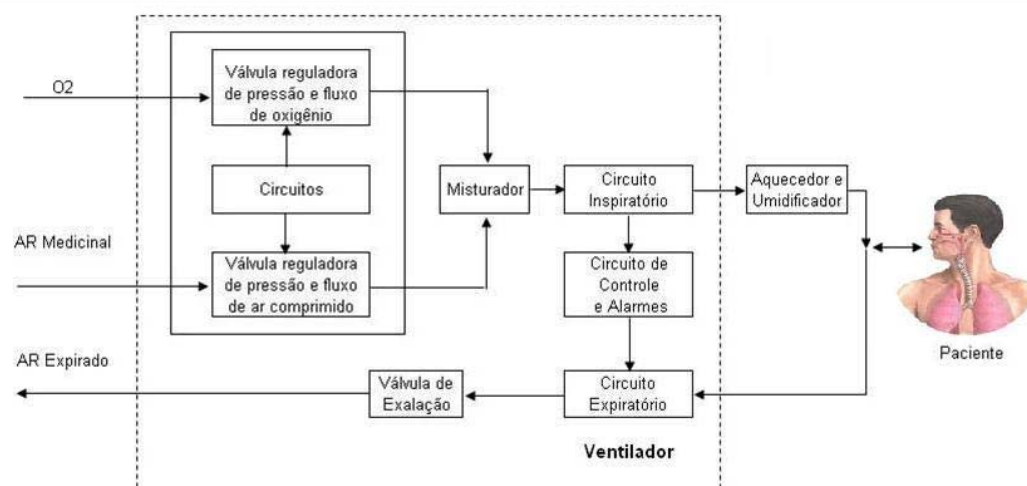 O2
Válvula reguladora
de pressão e fluxo
de oxigênio
Circuitos
Misturador
Circuito
Inspiratório
Aquecedor e
Umidificador
AR Medicinal
Válvula reguladora
de pressão e fluxo
de ar comprimido
Circuito de
Controle
e Alarmes
Paciente
AR Expirado
Válvula de
Exalação
Circuito
Expiratório
Ventilador